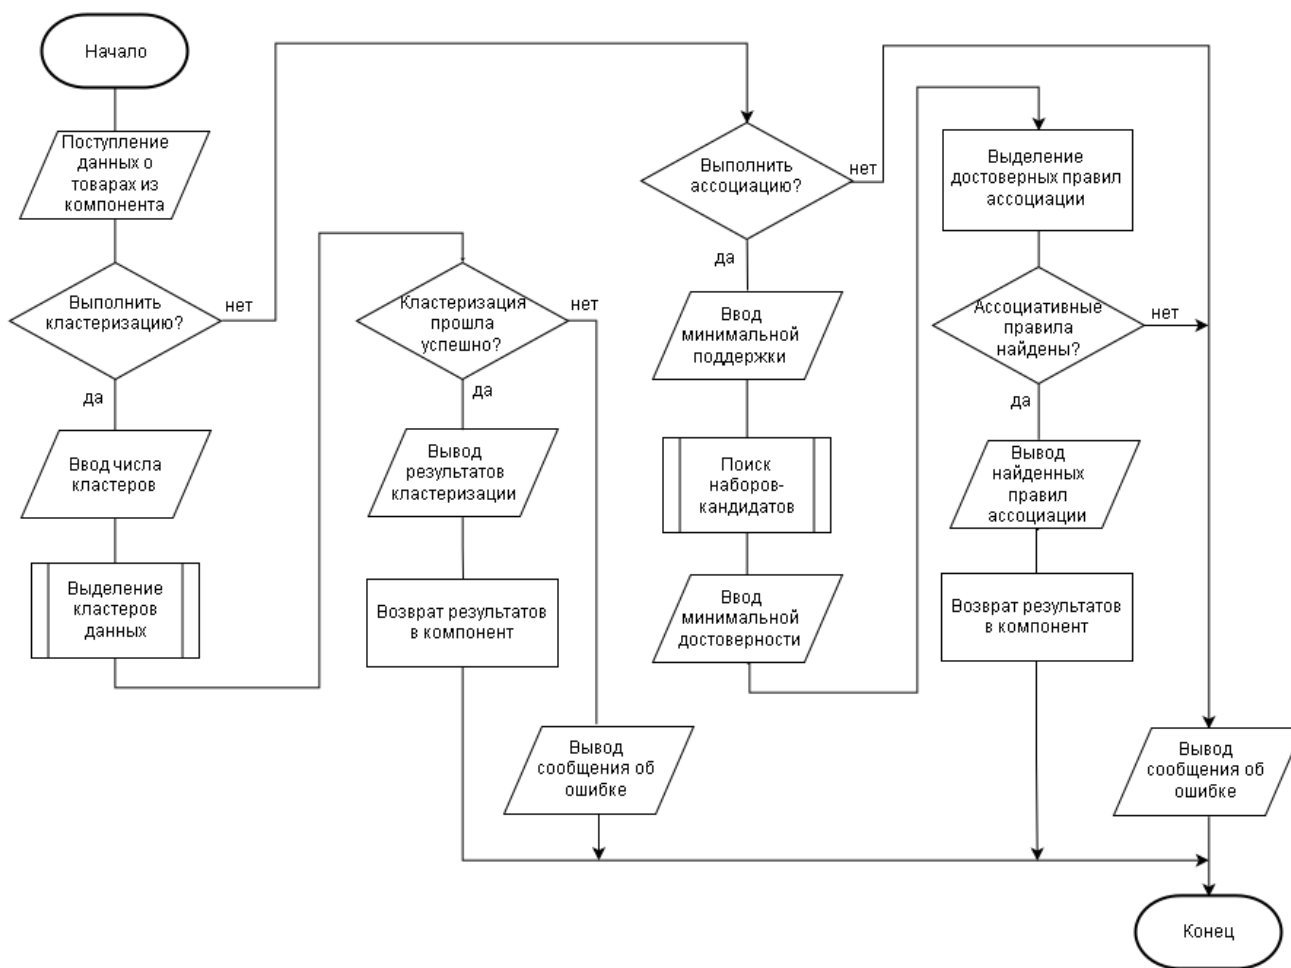 Начало
Поступление
данных о
товарах из
компонента
Выполнить
кластеризацию?
нет
да
Ввод числа
кластеров
Выделение
кластеров
данных
Кластеризация
прошла
успешно?
нет
да
Вывод
результатов
кластеризации
Возврат результатов
в компонент
Вывод
сообщения об
ошибке
Выполнить
ассоциацию?
нет
да
Ввод
минимальной
поддержки
Поиск
наборов-
кандидатов
Ввод
минимальной
достоверности
Выделение
достоверных правил
ассоциации
Ассоциативные
правила
найдены?
нет
да
Вывод
найденных
правил
ассоциации
Возврат результатов
в компонент
Вывод
сообщения об
ошибке
Конец